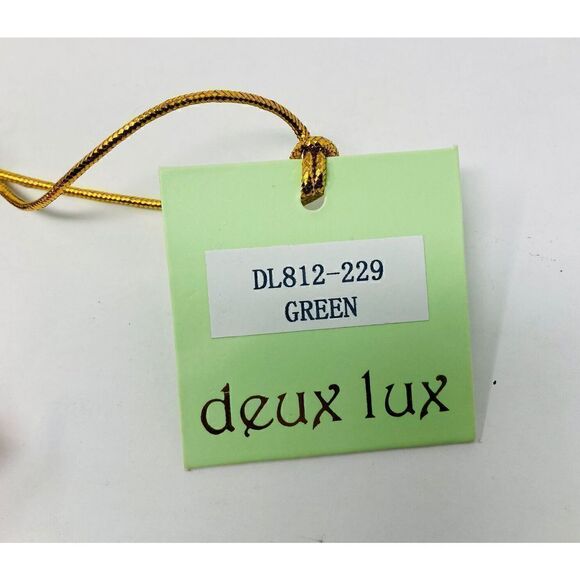 DL812-229
GREEN
deux lux